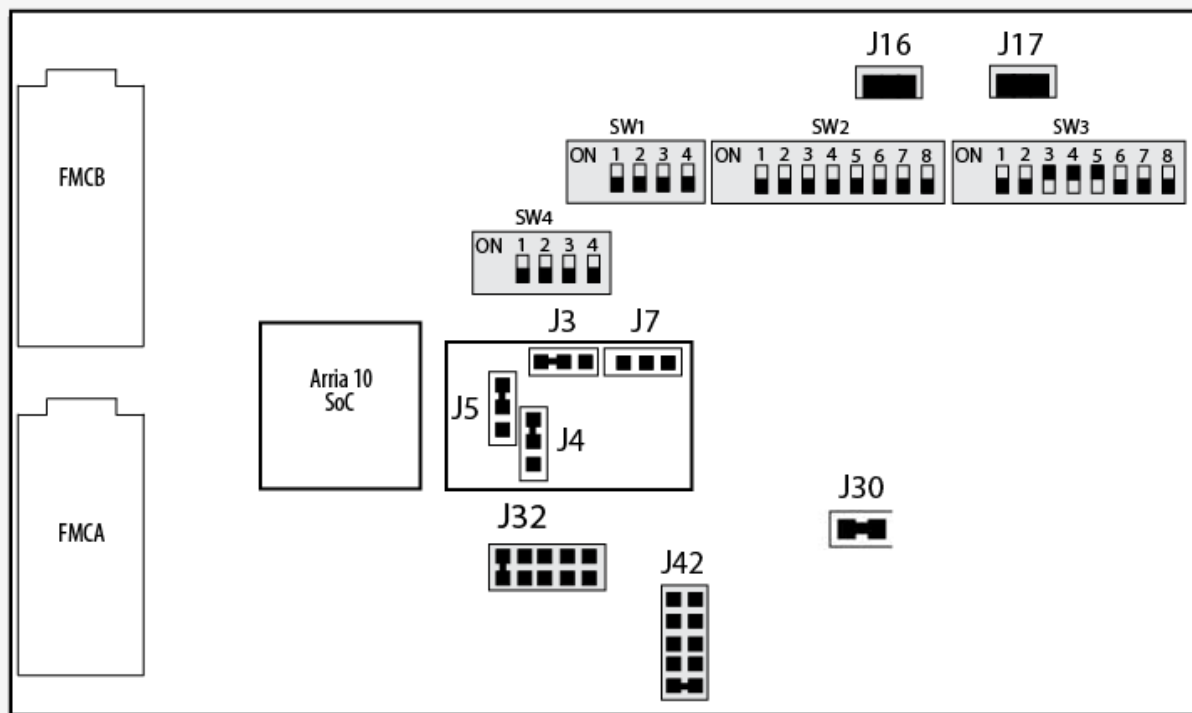 J16 J17
SW1 SW2 SW3
ON 1 2 3 4 ON 1 2 3 4 5 6 7 8 ON 1 2 3 4 5 6 7 8
FMCB
SW4
ON 1 2 3 4
J3 J7
Arria 10
SoC
J5
J4
J32
J30
FMCA
J42